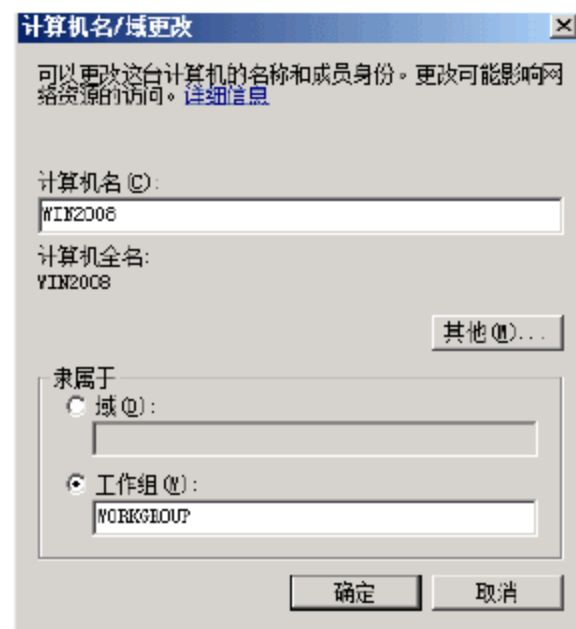 计算机名/域更改
可以更改这台计算机的名称和成员身份。更改可能影响网
络资源的访问。详细信息
计算机名(C):
WIN2008
计算机全名:
WIN2008
其他(M)...
隶属于
域(D):
工作组(W):
WORKGROUP
确定
取消